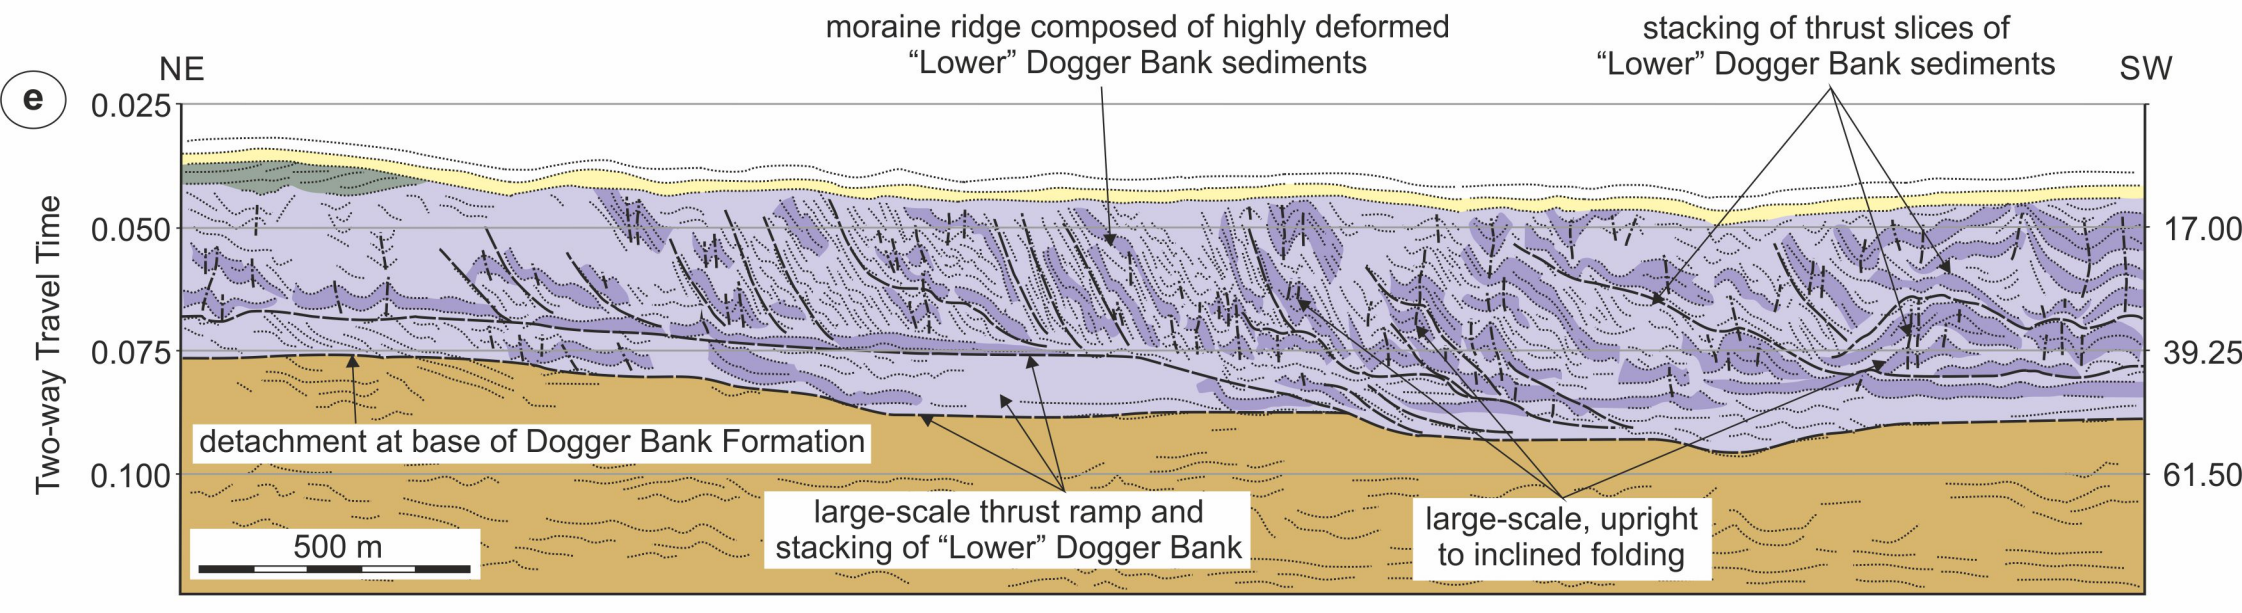 moraine ridge composed of highly deformed
“Lower” Dogger Bank sediments
stacking of thrust slices of
“Lower” Dogger Bank sediments
NE
SW
e
0.025
0.050
0.075
0.100
Two-way Travel Time
17.00
39.25
61.50
detachment at base of Dogger Bank Formation
large-scale thrust ramp and
stacking of “Lower” Dogger Bank
large-scale, upright
to inclined folding
500 m